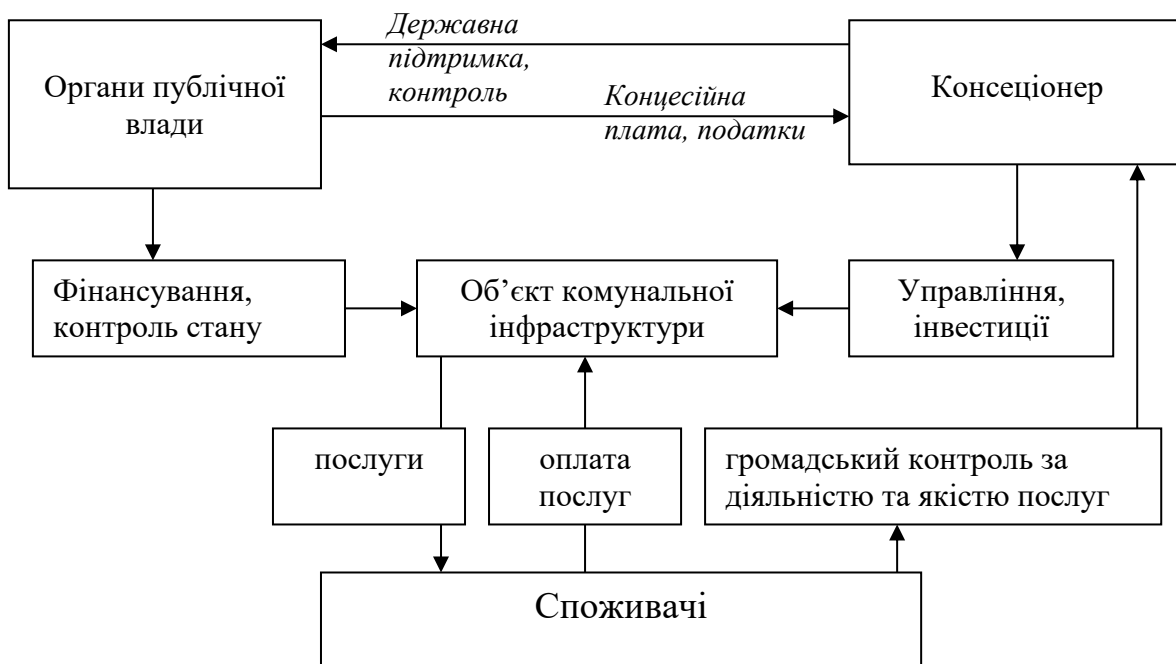 Державна
підтримка,
контроль
Органи публічної
влади
Концесійна
плата, податки
Консеціонер
Фінансування,
контроль стану
Об’єкт комунальної
інфраструктури
Управління,
інвестиції
послуги
оплата
послуг
громадський контроль за
діяльністю та якістю послуг
Споживачі